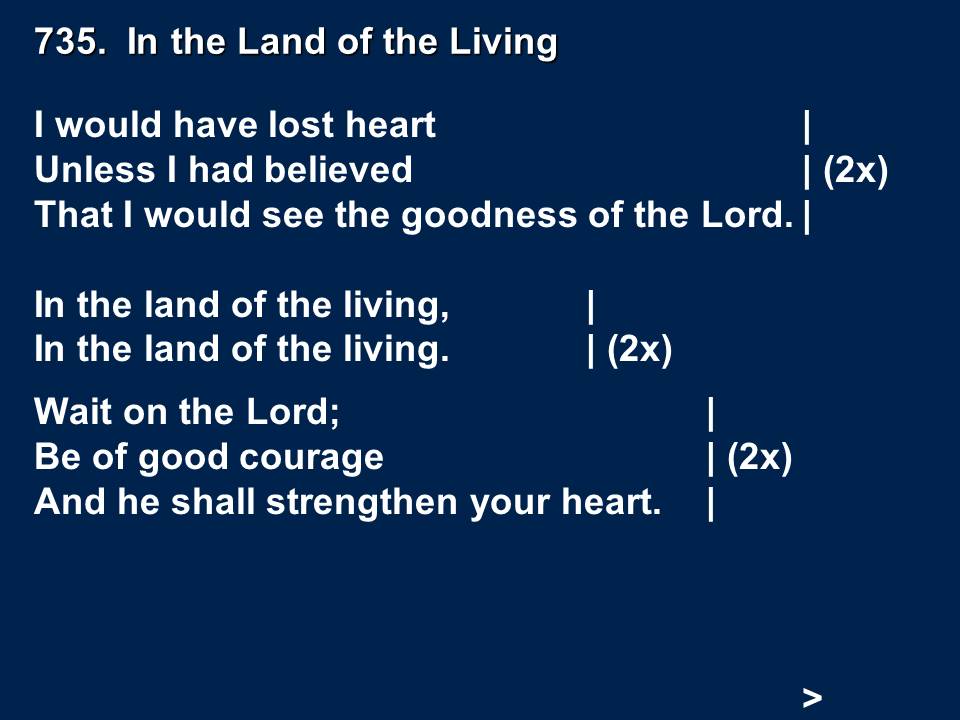 735. In the Land of the Living
I would have lost heart |
Unless I had believed | (2x)
That I would see the goodness of the Lord. |
In the land of the living, |
In the land of the living. | (2x)
Wait on the Lord; |
Be of good courage | (2x)
And he shall strengthen your heart. |
>